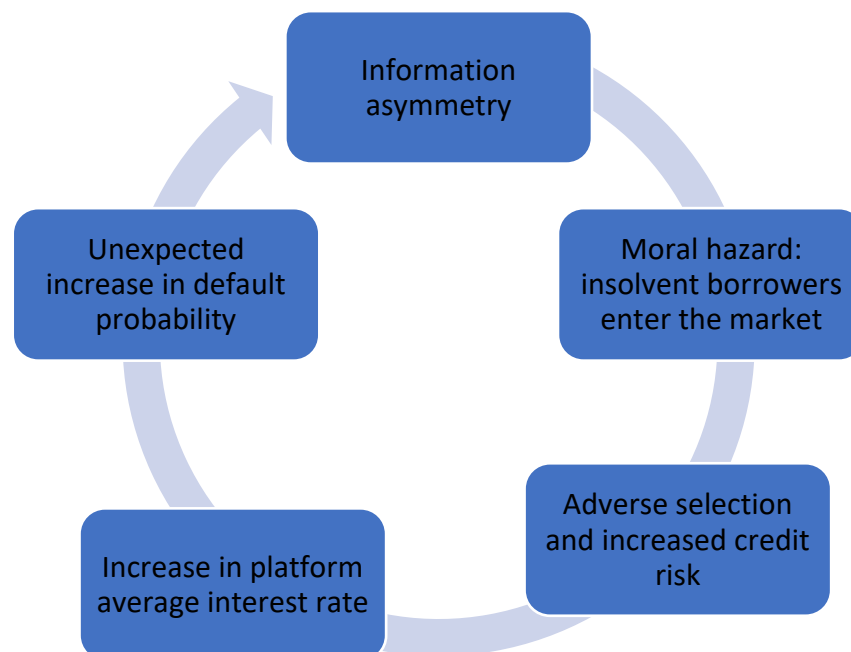 Information
asymmetry
Moral hazard:
insolvent borrowers
enter the market
Adverse selection
and increased credit
risk
Increase in platform
average interest rate
Unexpected
increase in default
probability